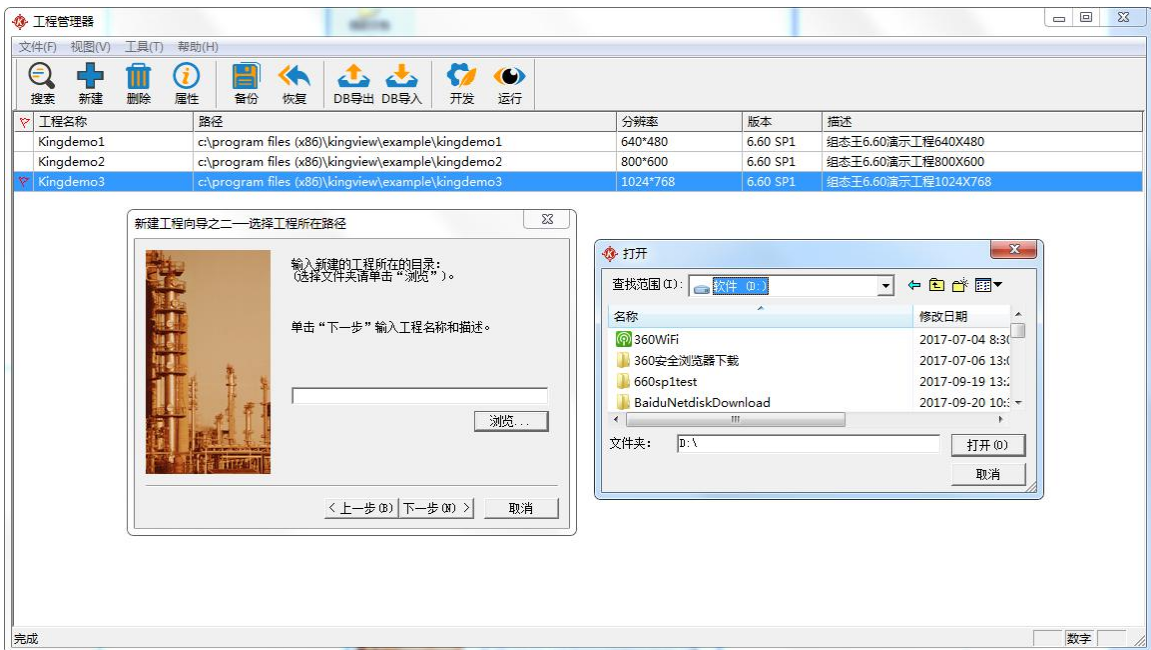 工程管理器
文件(F) 视图(V) 工具(T) 帮助(H)
搜索 新建 删除 属性 备份 恢复 DB导出 DB导入 开发 运行
工程名称 路径 分辨率 版本 描述
Kingdemo1 c:\program files (x86)\kingview\example\kingdemo1 640*480 6.60 SP1 组态王6.60演示工程640X480
Kingdemo2 c:\program files (x86)\kingview\example\kingdemo2 800*600 6.60 SP1 组态王6.60演示工程800X600
Kingdemo3 c:\program files (x86)\kingview\example\kingdemo3 1024*768 6.60 SP1 组态王6.60演示工程1024X768
新建工程向导之二——选择工程所在路径
输入新建的工程所在的目录:
(选择文件夹请单击“浏览”)。
单击“下一步”输入工程名称和描述。
浏览...
< 上一步(B) 下一步(N) > 取消
打开
查找范围(I): 软件 (D:)
名称 修改日期
360WiFi 2017-07-04 8:30
360安全浏览器下载 2017-07-06 13:0
660sp1test 2017-09-19 13:2
BaiduNetdiskDownload 2017-09-20 10:
文件夹: D:\ 打开(O)
取消
完成 数字